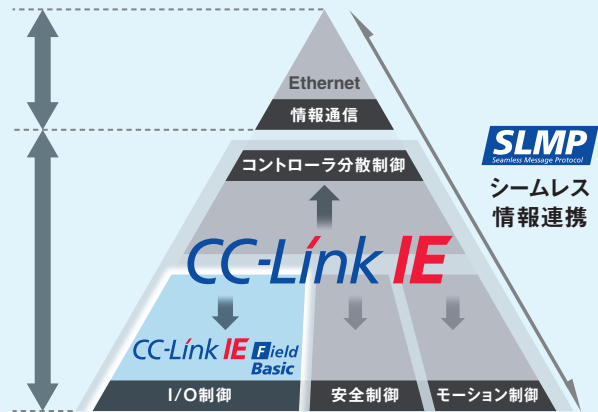 Ethernet
情報通信
SLMP
Seamless Message Protocol
シームレス
情報連携
コントローラ分散制御
CC-Link IE
CC-Link IE Field
Basic
I/O制御
安全制御
モーション制御